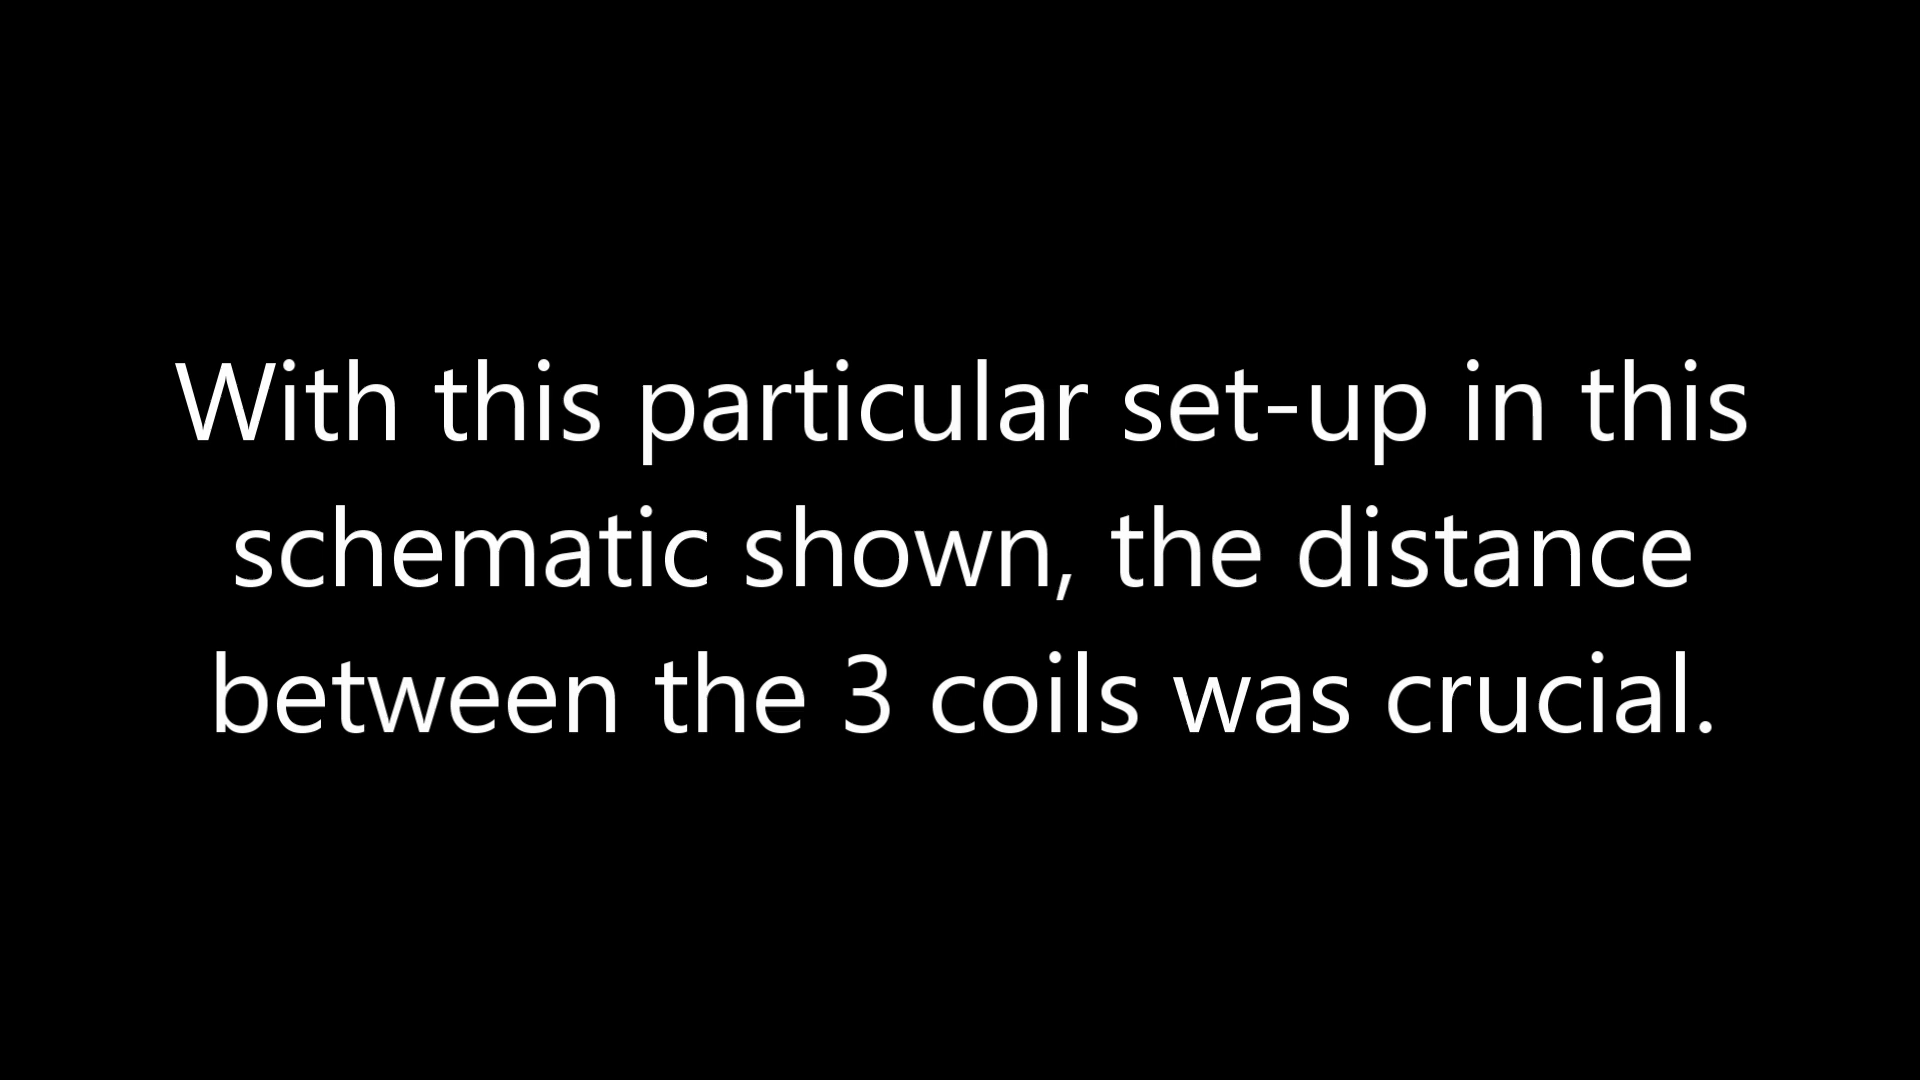 With this particular set-up in this
schematic shown, the distance
between the 3 coils was crucial.